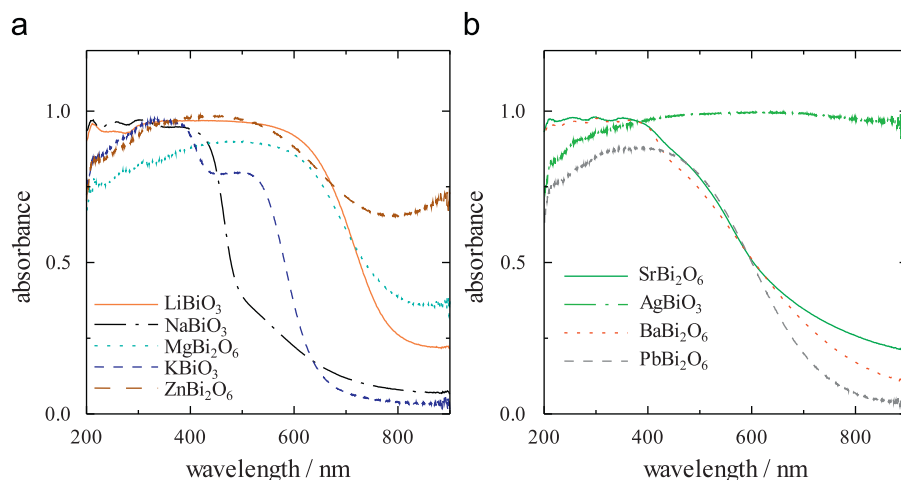 a
absorbance
1.0
0.5
0.0
LiBiO₃
NaBiO₃
MgBi₂O₆
KBiO₃
ZnBi₂O₆
200 400 600 800
wavelength / nm
b
absorbance
1.0
0.5
0.0
SrBi₂O₆
AgBiO₃
BaBi₂O₆
PbBi₂O₆
200 400 600 800
wavelength / nm